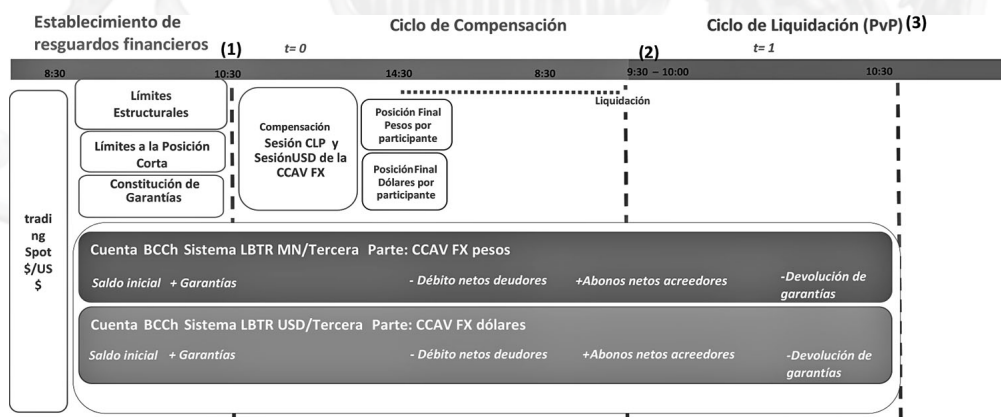 Establecimiento de
resguardos financieros
(1)
t= 0
Ciclo de Compensación
(2)
Ciclo de Liquidación (PvP) (3)
t= 1
8:30
10:30
14:30
8:30
9:30 – 10:00
10:30
Límites
Estructurales
Límites a la Posición
Corta
Constitución de
Garantías
Compensación
Sesión CLP y
SesiónUSD de la
CCAV FX
Posición Final
Pesos por
participante
PosiciónFinal
Dólares por
participante
Liquidación
tradi
ng
Spot
$/US
$
Cuenta BCCh Sistema LBTR MN/Tercera Parte: CCAV FX pesos
Saldo inicial + Garantías
- Débito netos deudores
+Abonos netos acreedores
-Devolución de
garantías
Cuenta BCCh Sistema LBTR USD/Tercera Parte: CCAV FX dólares
Saldo inicial + Garantías
- Débito netos deudores
+Abonos netos acreedores
-Devolución de
garantías